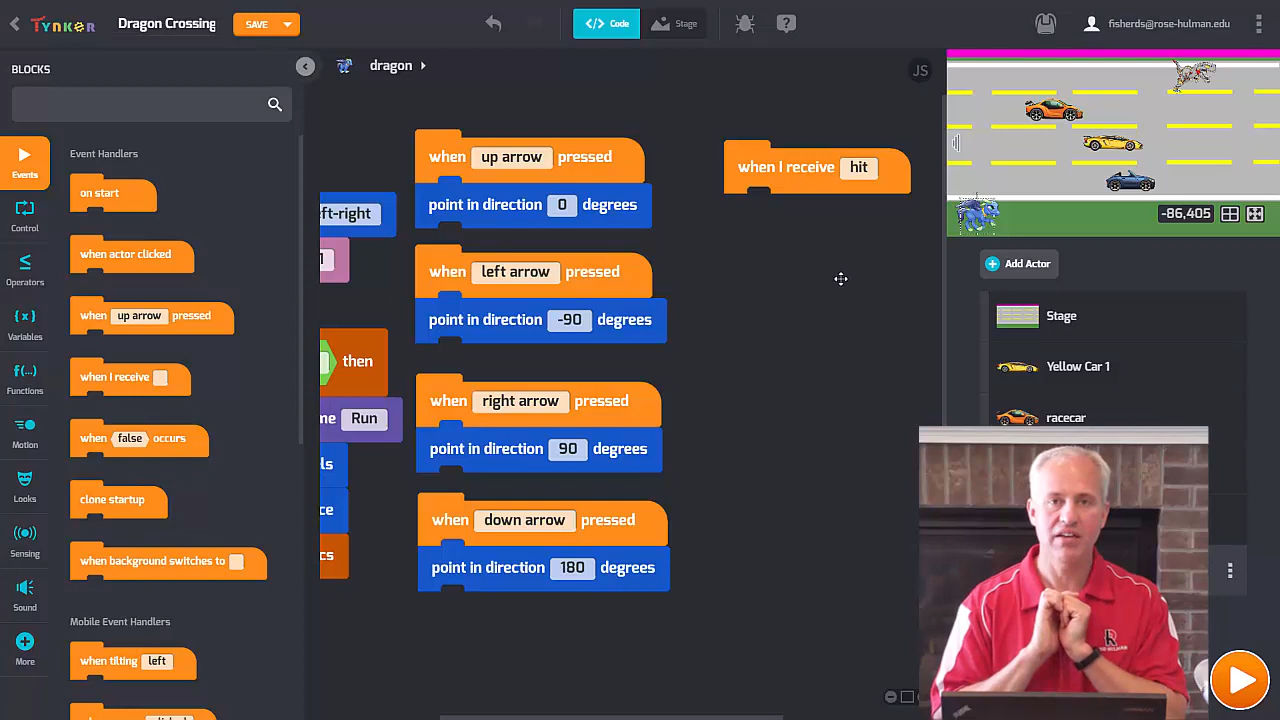 TYNKER
Dragon Crossing
SAVE
Code
Stage
fisherds@rose-hulman.edu
BLOCKS
dragon
JS
Events
Control
Operators
Variables
Functions
Motion
Looks
Sensing
Sound
More
Event Handlers
on start
when actor clicked
when up arrow pressed
when I receive
when false occurs
clone startup
when background switches to
Mobile Event Handlers
when tilting left
eft-right
then
me Run
ds
ce
cs
when up arrow pressed
point in direction 0 degrees
when left arrow pressed
point in direction -90 degrees
when right arrow pressed
point in direction 90 degrees
when down arrow pressed
point in direction 180 degrees
when I receive hit
-86,405
Add Actor
Stage
Yellow Car 1
racecar